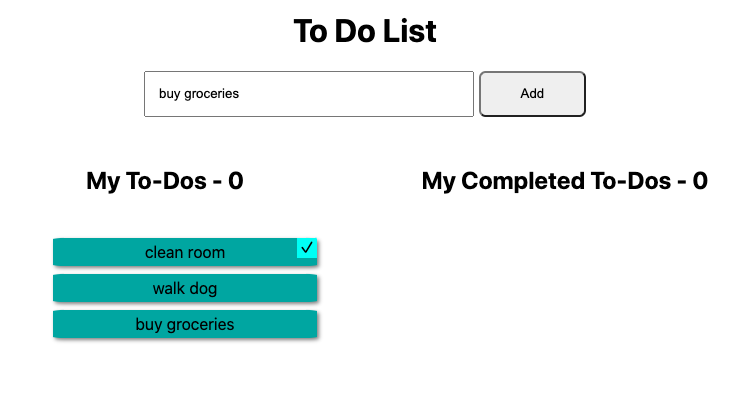 To Do List
buy groceries
Add
My To-Dos - 0
My Completed To-Dos - 0
clean room ✓
walk dog
buy groceries